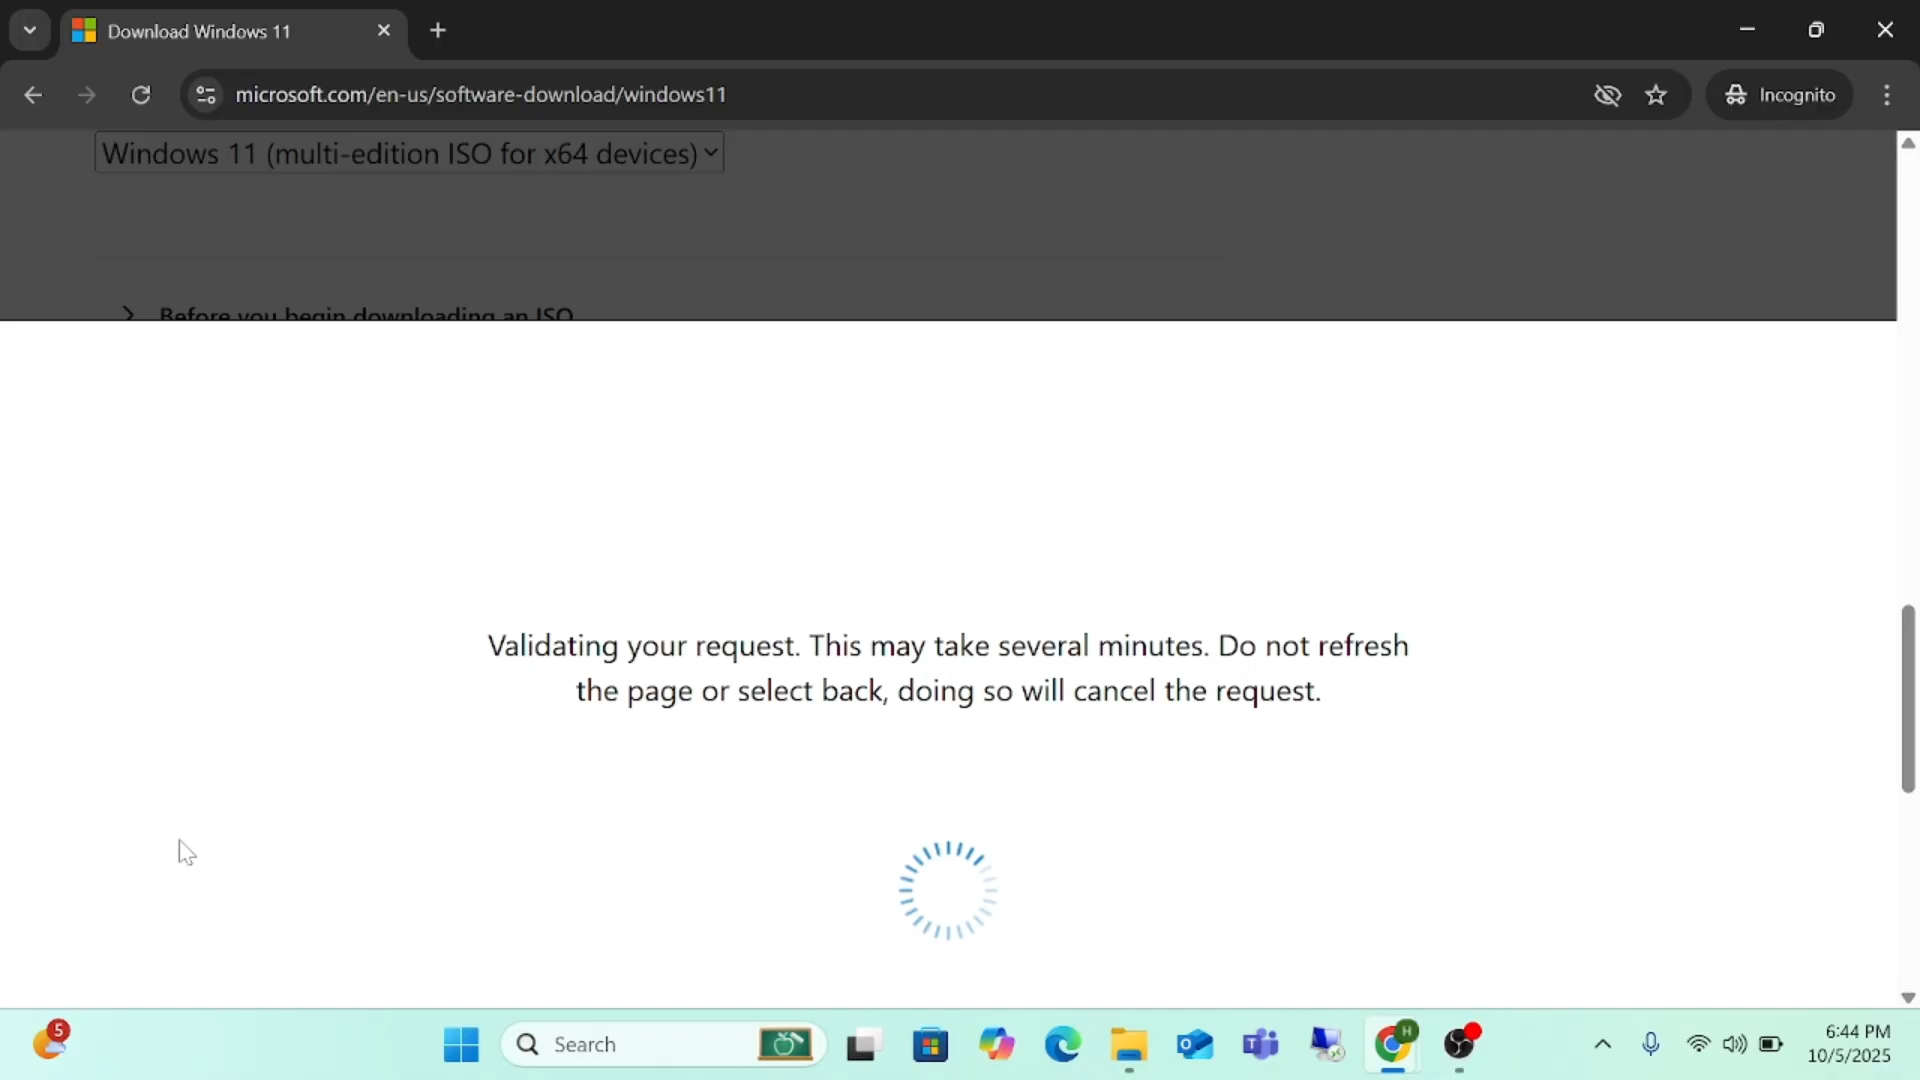 Download Windows 11
microsoft.com/en-us/software-download/windows11
Incognito
Windows 11 (multi-edition ISO for x64 devices)
Before you begin downloading an ISO
Validating your request. This may take several minutes. Do not refresh
the page or select back, doing so will cancel the request.
5
Search
H
6:44 PM
10/5/2025